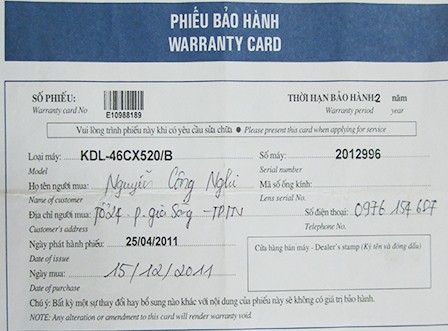 PHIẾU BẢO HÀNH
WARRANTY CARD
SỐ PHIẾU:
Warranty card No
E10988189
THỜI HẠN BẢO HÀNH 2 năm
Warranty period year
Vui lòng trình phiếu này khi có yêu cầu sửa chữa ● Please present this card when applying for service
Loại máy: KDL-46CX520/B Số máy: 2012996
Model Serial number
Họ tên người mua: Nguyễn Công Nghi Mã số ống kính:
Name of customer Lens serial No.
Địa chỉ người mua: Tổ 24 p. gia Sàng - TPTN Số điện thoại: 0976 154 687
Customer's address Telephone No.
Ngày phát hành phiếu: 25/04/2011
Date of issue
Cửa hàng bán máy - Dealer's stamp (Ký tên và đóng dấu)
Ngày mua: 15/12/2011
Date of purchase
Chú ý: Bất kỳ một sự thay đổi hay bổ sung nào khác với nội dung của phiếu này sẽ không có giá trị bảo hành.
NOTE: Any alteration or amendment to this card will render warranty void.